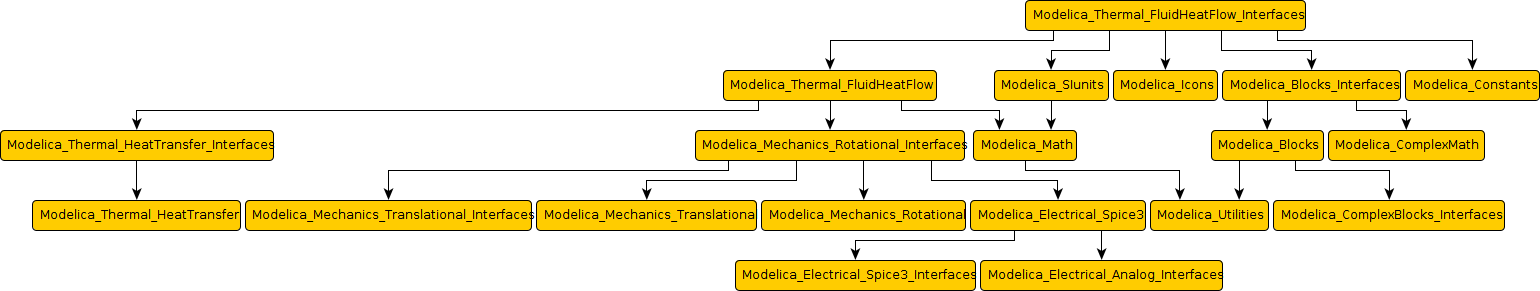 Modelica_Thermal_FluidHeatFlow_Interfaces
Modelica_Thermal_FluidHeatFlow
Modelica_SIunits
Modelica_Icons
Modelica_Blocks_Interfaces
Modelica_Constants
Modelica_Thermal_HeatTransfer_Interfaces
Modelica_Mechanics_Rotational_Interfaces
Modelica_Math
Modelica_Blocks
Modelica_ComplexMath
Modelica_Thermal_HeatTransfer
Modelica_Mechanics_Translational_Interfaces
Modelica_Mechanics_Translational
Modelica_Mechanics_Rotational
Modelica_Electrical_Spice3
Modelica_Utilities
Modelica_ComplexBlocks_Interfaces
Modelica_Electrical_Spice3_Interfaces
Modelica_Electrical_Analog_Interfaces